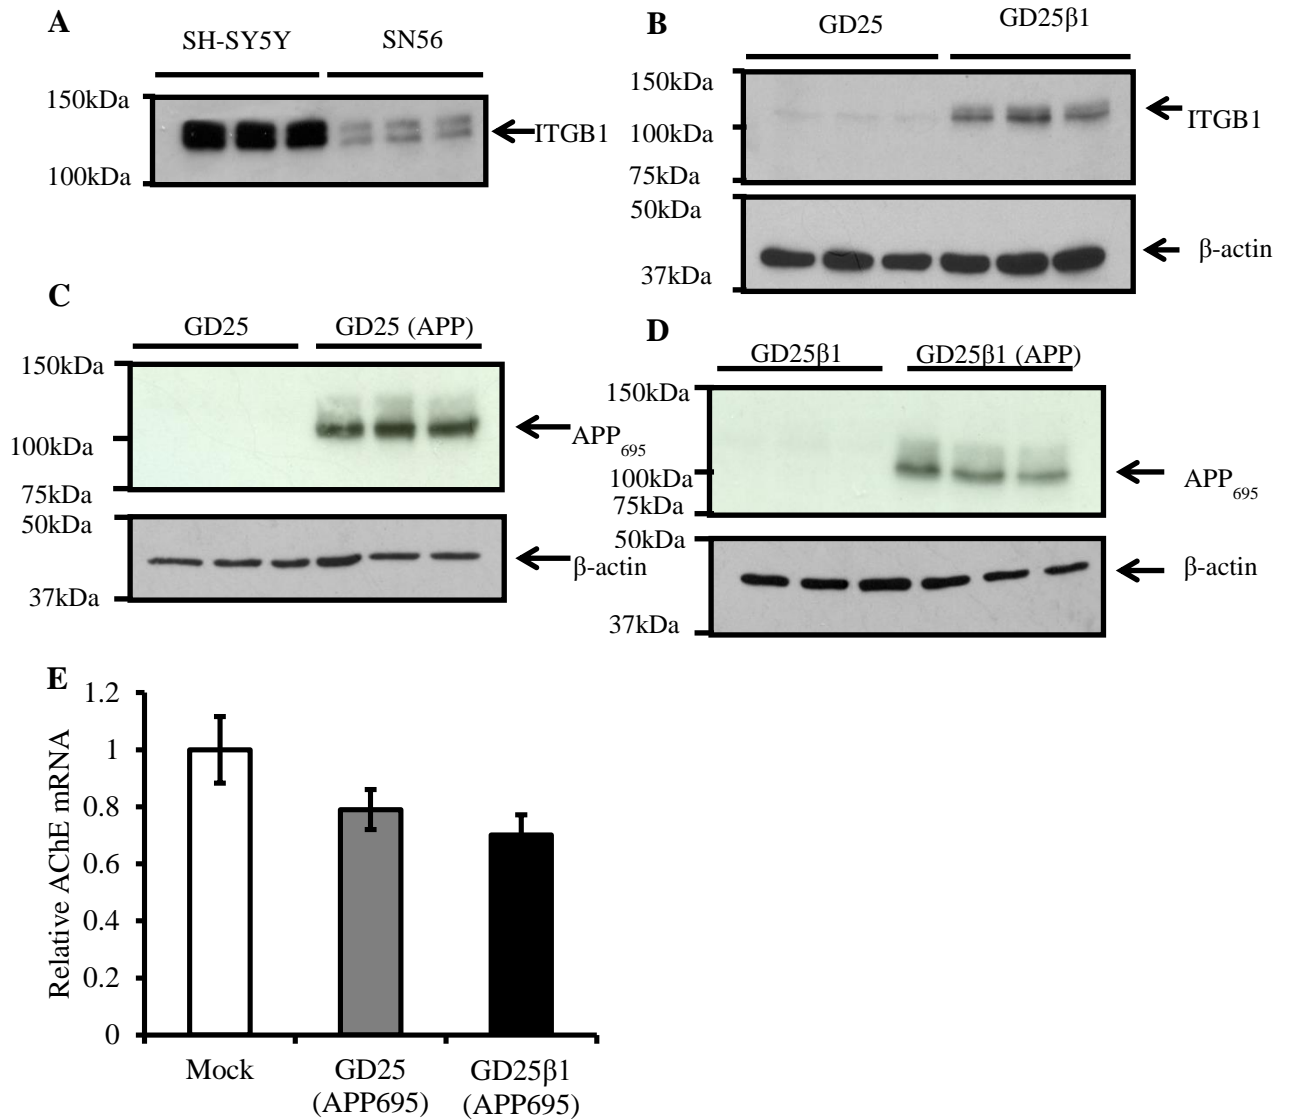 A
SH-SY5Y SN56
150kDa
100kDa
ITGB1
B
GD25 GD25β1
150kDa
100kDa
75kDa
ITGB1
50kDa
37kDa
β-actin
C
GD25 GD25 (APP)
150kDa
100kDa
75kDa
APP695
50kDa
37kDa
β-actin
D
GD25β1 GD25β1 (APP)
150kDa
100kDa
75kDa
APP695
50kDa
37kDa
β-actin
E
Relative AChE mRNA
1.2
1
0.8
0.6
0.4
0.2
0
Mock
GD25
(APP695)
GD25β1
(APP695)